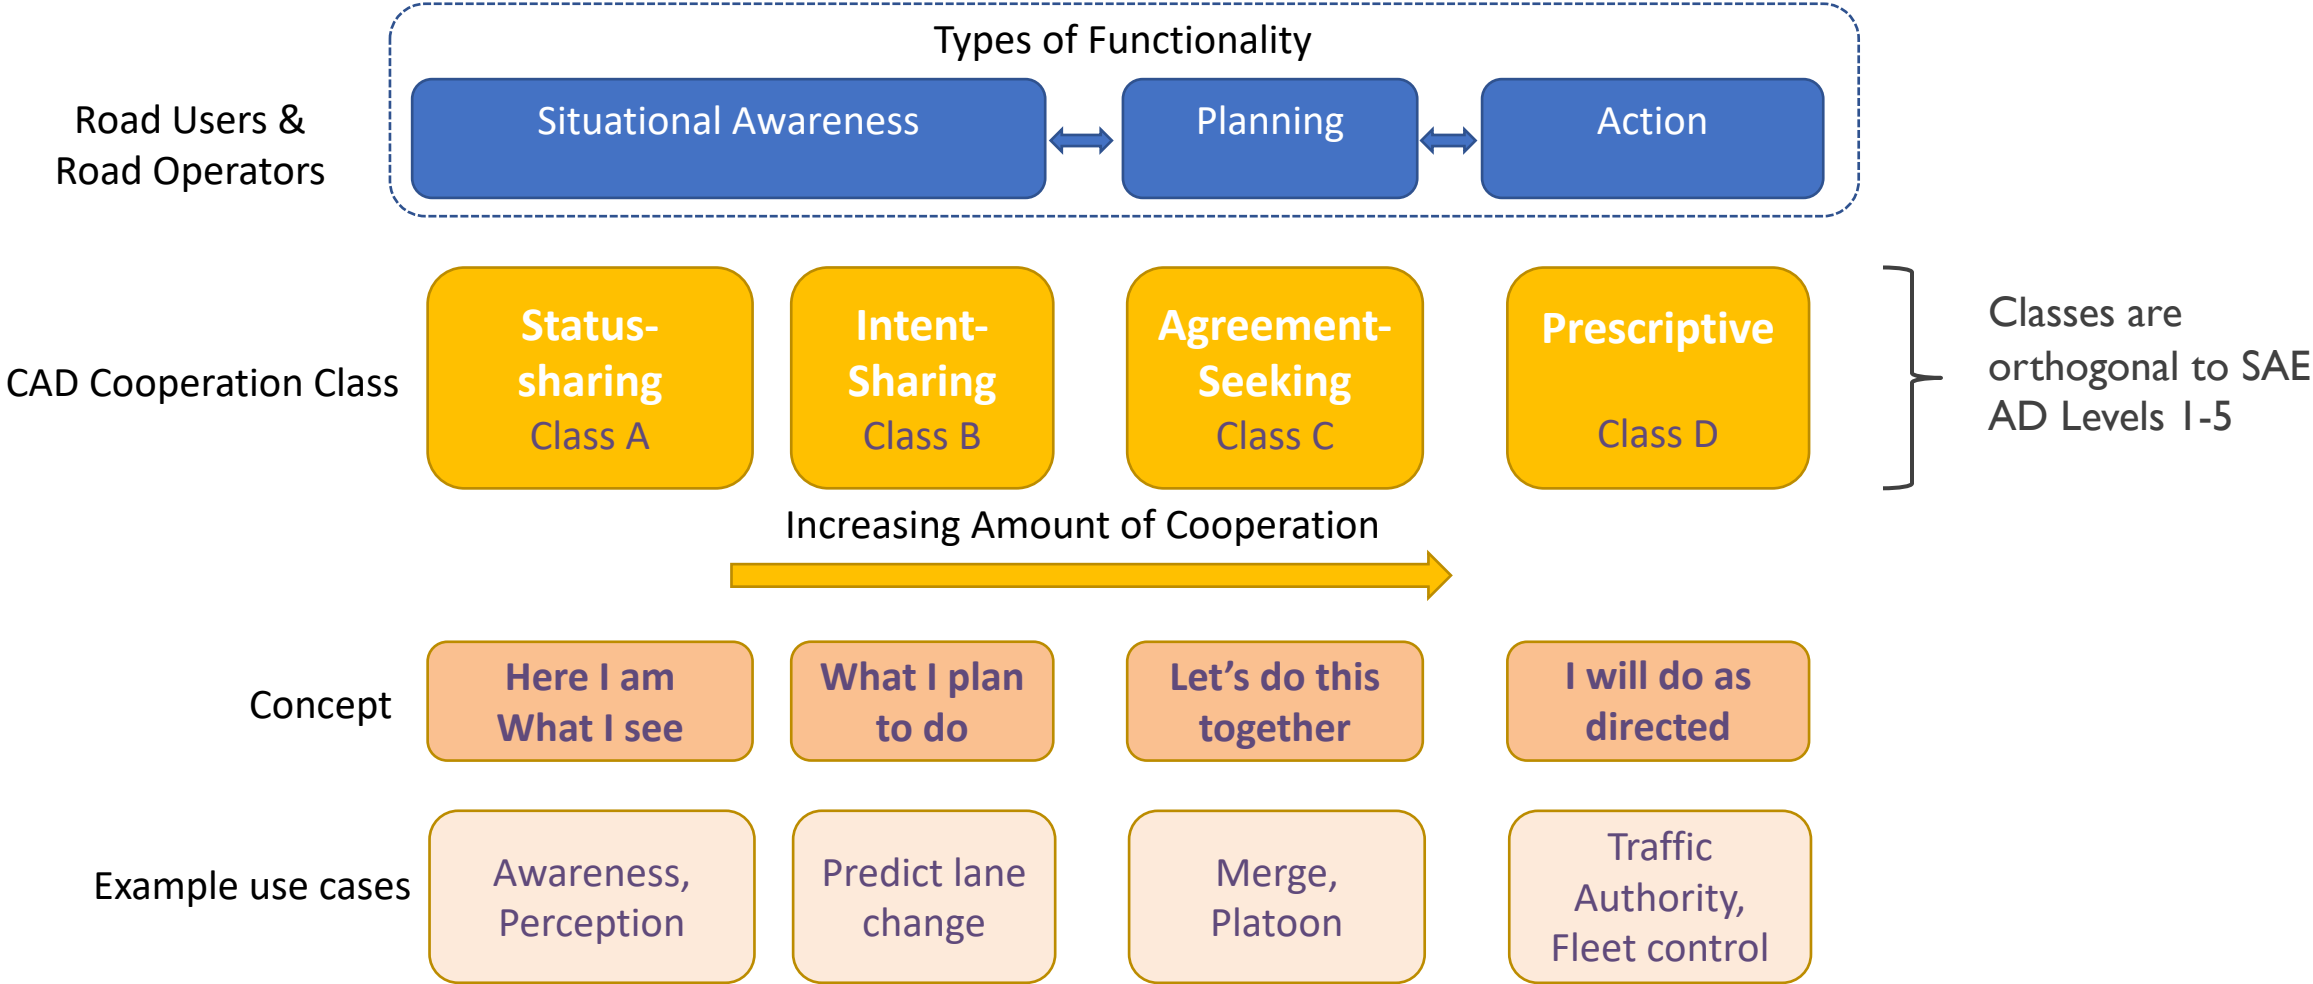 Types of Functionality
Road Users &
Road Operators
Situational Awareness
Planning
Action
CAD Cooperation Class
Status-
sharing
Class A
Intent-
Sharing
Class B
Agreement-
Seeking
Class C
Prescriptive
Class D
Classes are
orthogonal to SAE
AD Levels 1-5
Increasing Amount of Cooperation
Concept
Here I am
What I see
What I plan
to do
Let’s do this
together
I will do as
directed
Example use cases
Awareness,
Perception
Predict lane
change
Merge,
Platoon
Traffic
Authority,
Fleet control